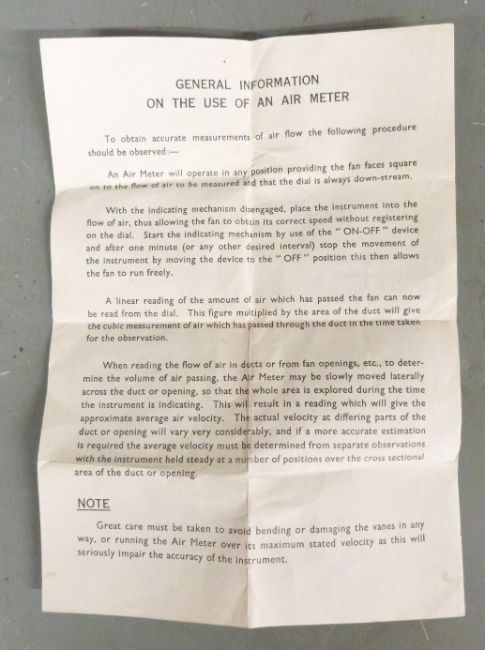 GENERAL INFORMATION
ON THE USE OF AN AIR METER
To obtain accurate measurements of air flow the following procedure
should be observed:—
An Air Meter will operate in any position providing the fan faces square
on to the flow of air to be measured and that the dial is always down-stream.
With the indicating mechanism disengaged, place the instrument into the
flow of air, thus allowing the fan to obtain its correct speed without registering
on the dial. Start the indicating mechanism by use of the "ON-OFF" device
and after one minute (or any other desired interval) stop the movement of
the instrument by moving the device to the "OFF" position this then allows
the fan to run freely.
A linear reading of the amount of air which has passed the fan can now
be read from the dial. This figure multiplied by the area of the duct will give
the cubic measurement of air which has passed through the duct in the time taken
for the observation.
When reading the flow of air in ducts or from fan openings, etc., to deter-
mine the volume of air passing, the Air Meter may be slowly moved laterally
across the duct or opening, so that the whole area is explored during the time
the instrument is indicating. This will result in a reading which will give the
approximate average air velocity. The actual velocity at differing parts of the
duct or opening will vary very considerably, and if a more accurate estimation
is required the average velocity must be determined from separate observations
with the instrument held steady at a number of positions over the cross sectional
area of the duct or opening.
NOTE
Great care must be taken to avoid bending or damaging the vanes in any
way, or running the Air Meter over its maximum stated velocity as this will
seriously impair the accuracy of the instrument.